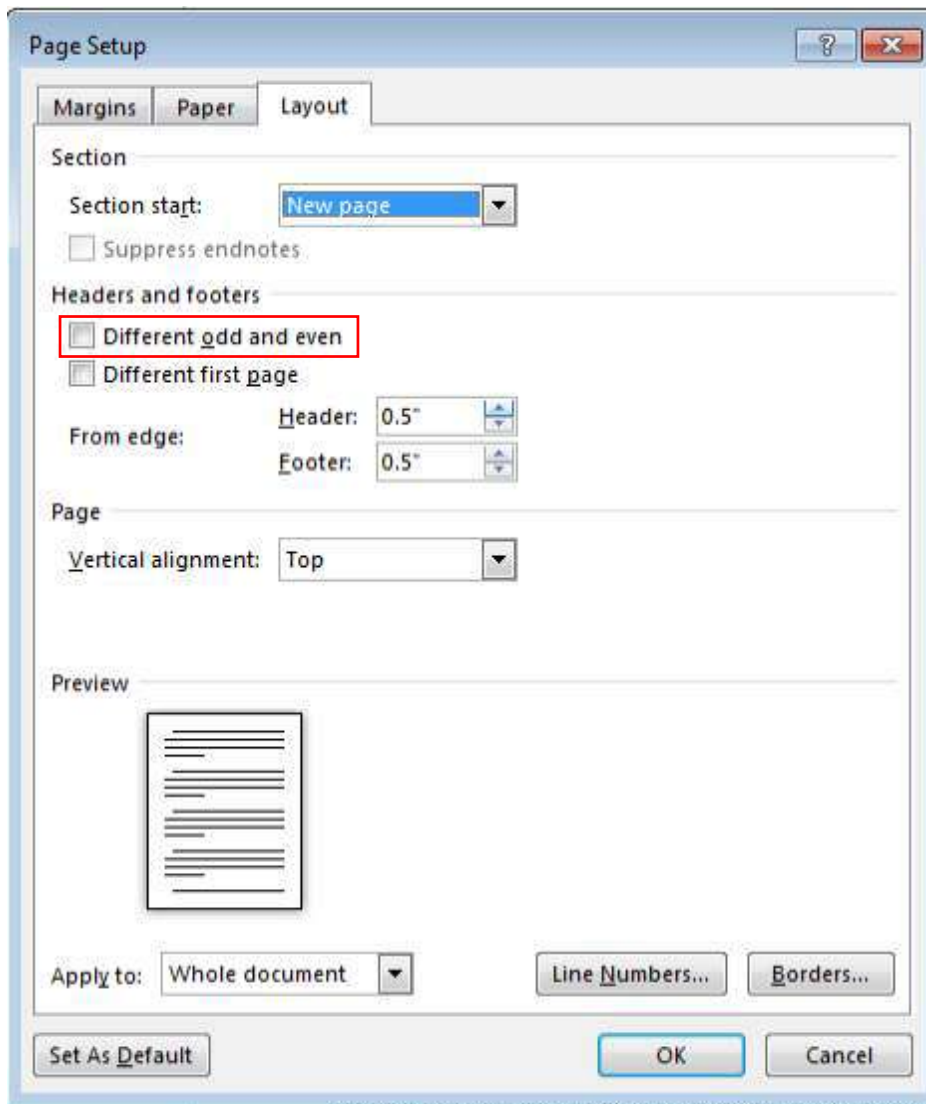 Page Setup
Margins Paper Layout
Section
Section start: New page
Suppress endnotes
Headers and footers
Different odd and even
Different first page
From edge:
Header: 0.5"
Footer: 0.5"
Page
Vertical alignment: Top
Preview
Apply to: Whole document Line Numbers... Borders...
Set As Default OK Cancel